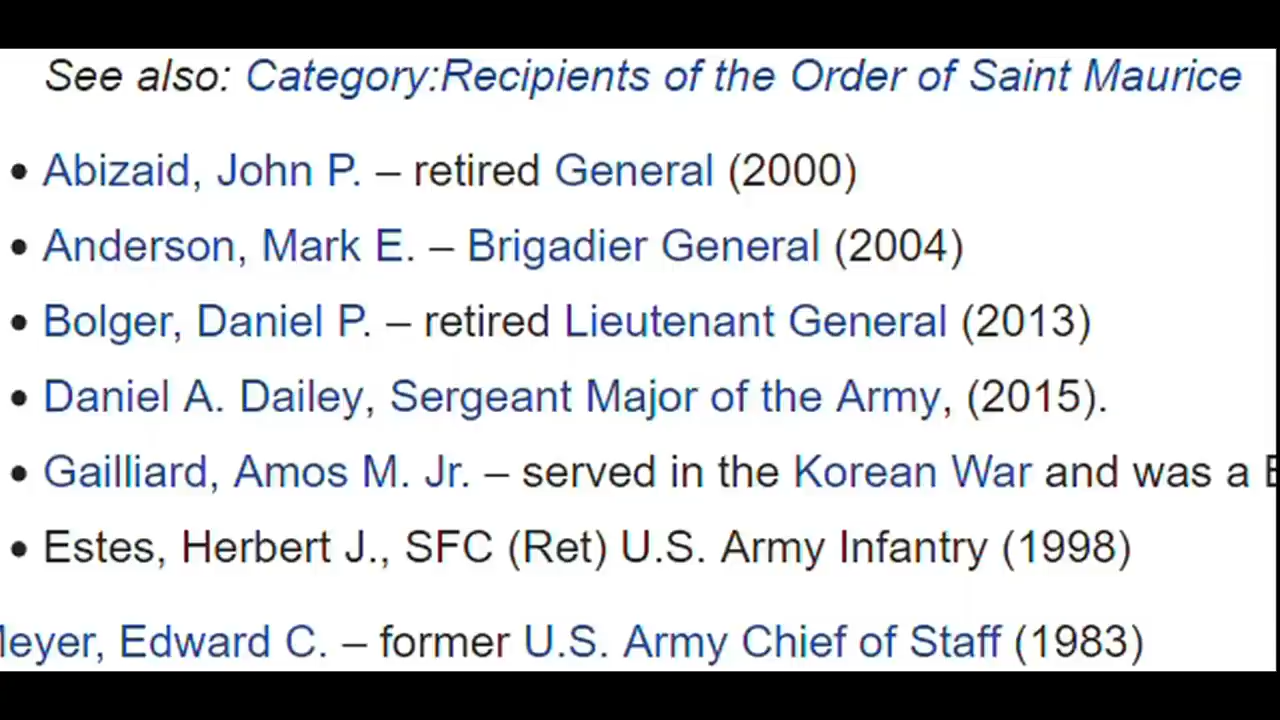 See also: Category:Recipients of the Order of Saint Maurice
• Abizaid, John P. – retired General (2000)
• Anderson, Mark E. – Brigadier General (2004)
• Bolger, Daniel P. – retired Lieutenant General (2013)
• Daniel A. Dailey, Sergeant Major of the Army, (2015).
• Gailliard, Amos M. Jr. – served in the Korean War and was a
• Estes, Herbert J., SFC (Ret) U.S. Army Infantry (1998)
Edward C. – former U.S. Army Chief of Staff (1983)